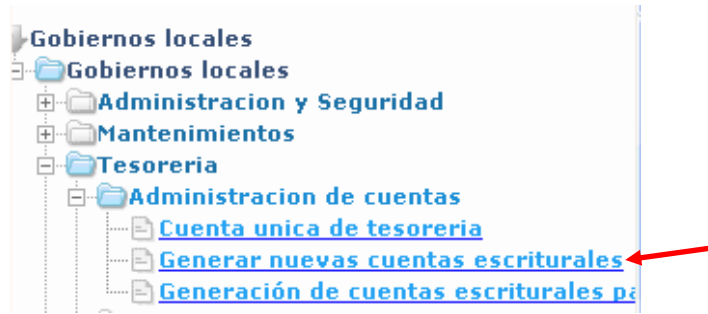 Gobiernos locales
Gobiernos locales
Administracion y Seguridad
Mantenimientos
Tesoreria
Administracion de cuentas
Cuenta unica de tesoreria
Generar nuevas cuentas escriturales
Generación de cuentas escriturales